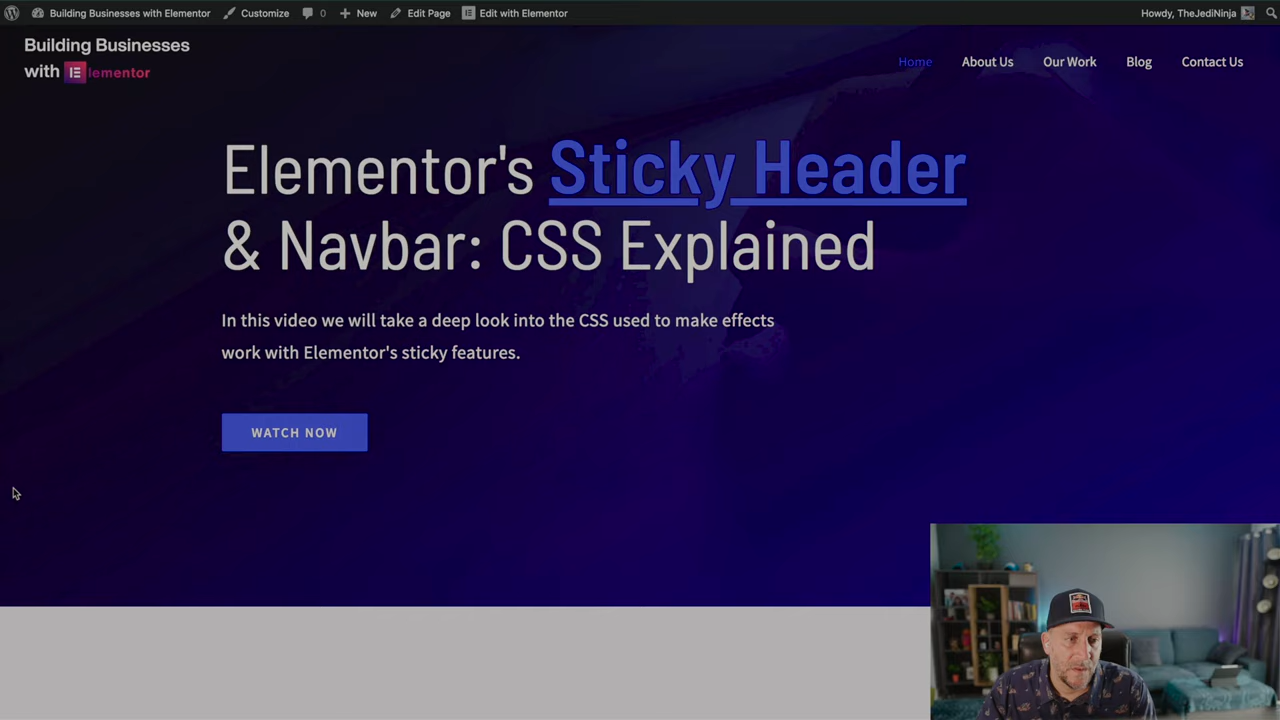 Building Businesses with Elementor Customize 0 New Edit Page Edit with Elementor Howdy, TheJediNinja
Building Businesses
with Elementor
Home About Us Our Work Blog Contact Us
Elementor's Sticky Header
& Navbar: CSS Explained
In this video we will take a deep look into the CSS used to make effects
work with Elementor's sticky features.
WATCH NOW